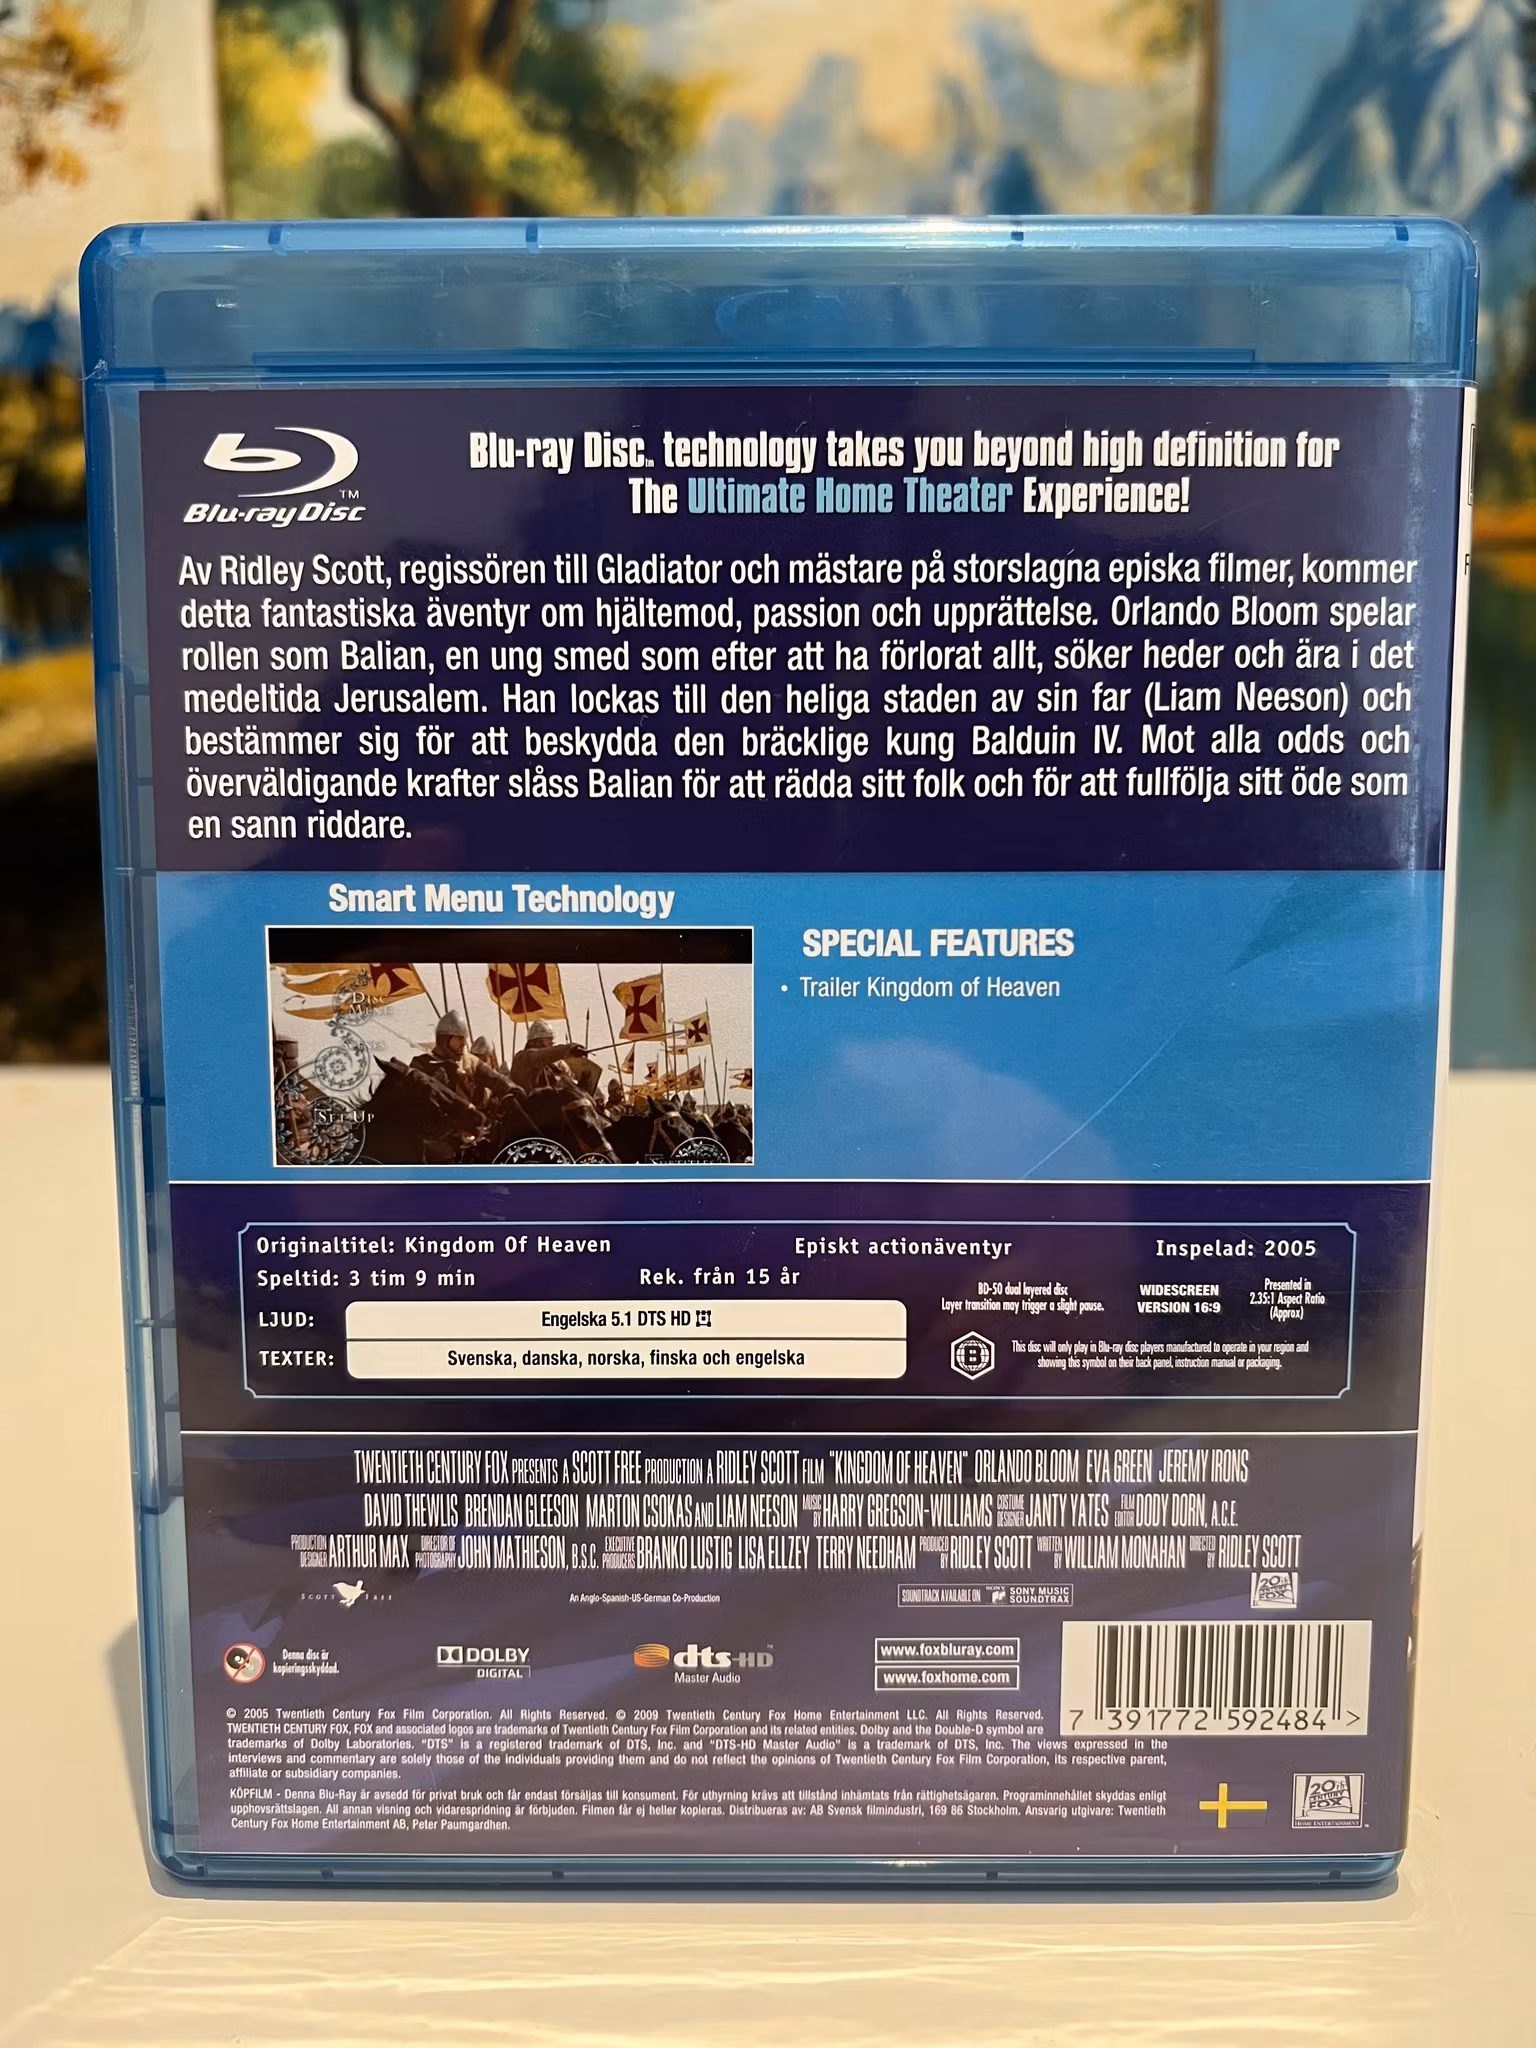 Blu-ray Disc™
Blu-ray Disc™ technology takes you beyond high definition for
The Ultimate Home Theater Experience!
Av Ridley Scott, regissören till Gladiator och mästare på storslagna episka filmer, kommer
detta fantastiska äventyr om hjältemod, passion och upprättelse. Orlando Bloom spelar
rollen som Balian, en ung smed som efter att ha förlorat allt, söker heder och ära i det
medeltida Jerusalem. Han lockas till den heliga staden av sin far (Liam Neeson) och
bestämmer sig för att beskydda den bräcklige kung Balduin IV. Mot alla odds och
överväldigande krafter slåss Balian för att rädda sitt folk och för att fullfölja sitt öde som
en sann riddare.
Smart Menu Technology
Disc
Menu
Scenes
Set Up
Subtitles
SPECIAL FEATURES
• Trailer Kingdom of Heaven
Originaltitel: Kingdom Of Heaven Episkt actionäventyr Inspelad: 2005
Speltid: 3 tim 9 min Rek. från 15 år
LJUD: Engelska 5.1 DTS HD
TEXTER: Svenska, danska, norska, finska och engelska
BD-50 dual layered disc
Layer transition may trigger a slight pause.
WIDESCREEN
VERSION 16:9
Presented in
2.35:1 Aspect Ratio
(Approx)
B
This disc will only play in Blu-ray disc players manufactured to operate in your region and
showing this symbol on their back panel, instruction manual or packaging.
TWENTIETH CENTURY FOX PRESENTS A SCOTT FREE PRODUCTION A RIDLEY SCOTT FILM "KINGDOM OF HEAVEN" ORLANDO BLOOM EVA GREEN JEREMY IRONS
DAVID THEWLIS BRENDAN GLEESON MARTON CSOKAS AND LIAM NEESON MUSIC BY HARRY GREGSON-WILLIAMS COSTUME DESIGNER JANTY YATES FILM EDITOR DODY DORN, A.C.E.
PRODUCTION DESIGNER ARTHUR MAX DIRECTOR OF PHOTOGRAPHY JOHN MATHIESON, B.S.C. EXECUTIVE PRODUCERS BRANKO LUSTIG LISA ELLZEY TERRY NEEDHAM PRODUCED BY RIDLEY SCOTT WRITTEN BY WILLIAM MONAHAN DIRECTED BY RIDLEY SCOTT
SCOTT FREE
An Anglo-Spanish-US-German Co-Production
SOUNDTRACK AVAILABLE ON SONY SONY MUSIC SOUNDTRAX
20th CENTURY FOX
Denna disc är
kopieringsskyddad.
DOLBY
DIGITAL
dts-HD™
Master Audio
www.foxbluray.com
www.foxhome.com
7 391772 592484 >
© 2005 Twentieth Century Fox Film Corporation. All Rights Reserved. © 2009 Twentieth Century Fox Home Entertainment LLC. All Rights Reserved.
TWENTIETH CENTURY FOX, FOX and associated logos are trademarks of Twentieth Century Fox Film Corporation and its related entities. Dolby and the Double-D symbol are
trademarks of Dolby Laboratories. "DTS" is a registered trademark of DTS, Inc. and "DTS-HD Master Audio" is a trademark of DTS, Inc. The views expressed in the
interviews and commentary are solely those of the individuals providing them and do not reflect the opinions of Twentieth Century Fox Film Corporation, its respective parent,
affiliate or subsidiary companies.
KÖPFILM - Denna Blu-Ray är avsedd för privat bruk och får endast försäljas till konsument. För uthyrning krävs att tillstånd inhämtats från rättighetsägaren. Programinnehållet skyddas enligt
upphovsrättslagen. All annan visning och vidarespridning är förbjuden. Filmen får ej heller kopieras. Distribueras av: AB Svensk filmindustri, 169 86 Stockholm. Ansvarig utgivare: Twentieth
Century Fox Home Entertainment AB, Peter Paumgardhen.
20th CENTURY FOX
HOME ENTERTAINMENT